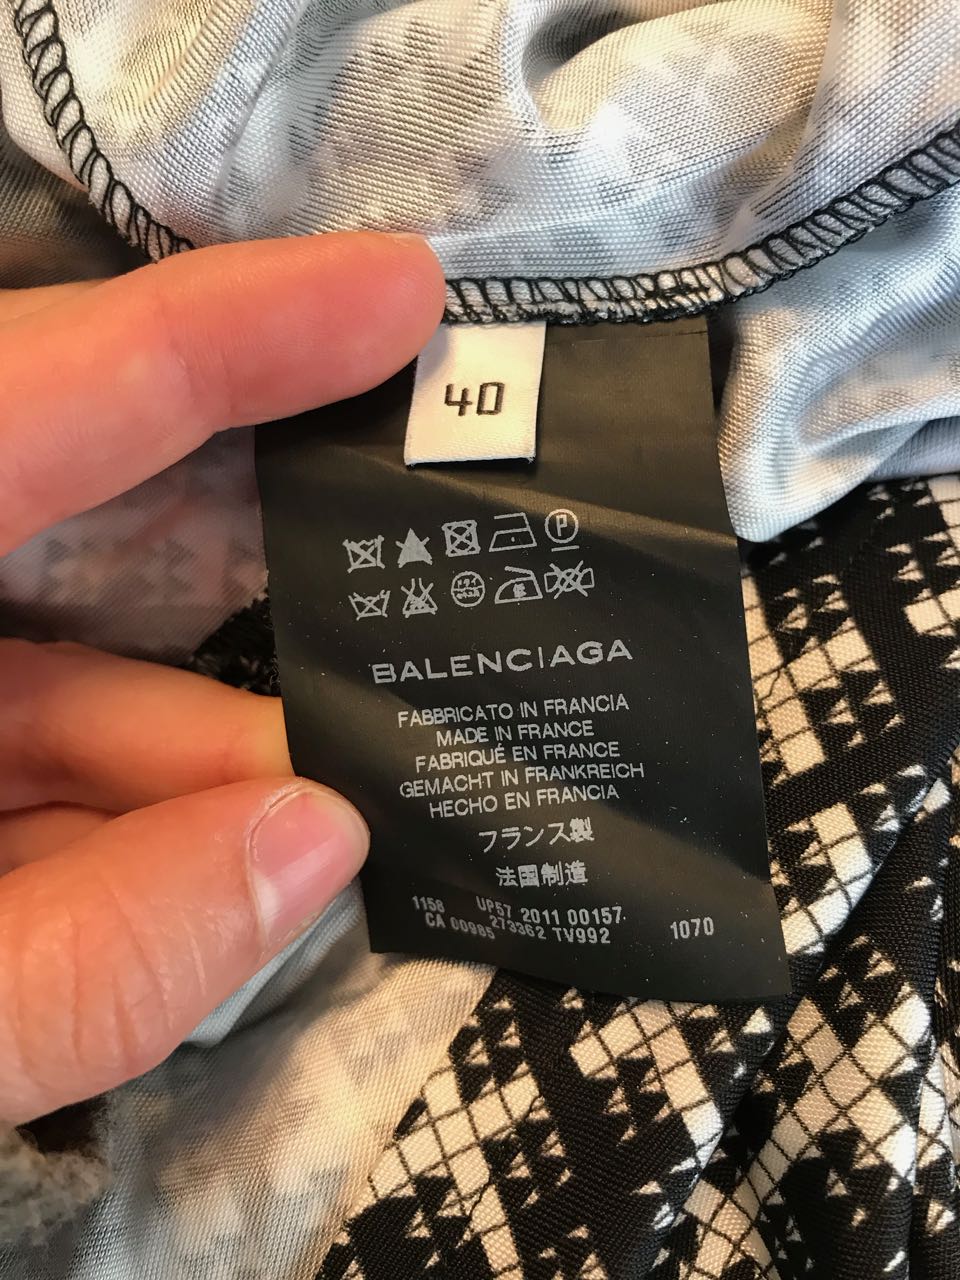 40
BALENCIAGA
FABBRICATO IN FRANCIA
MADE IN FRANCE
FABRIQUÉ EN FRANCE
GEMACHT IN FRANKREICH
HECHO EN FRANCIA
フランス製
法国制造
1158 UP57 2011 00157
CA 00985 273362 TV992 1070